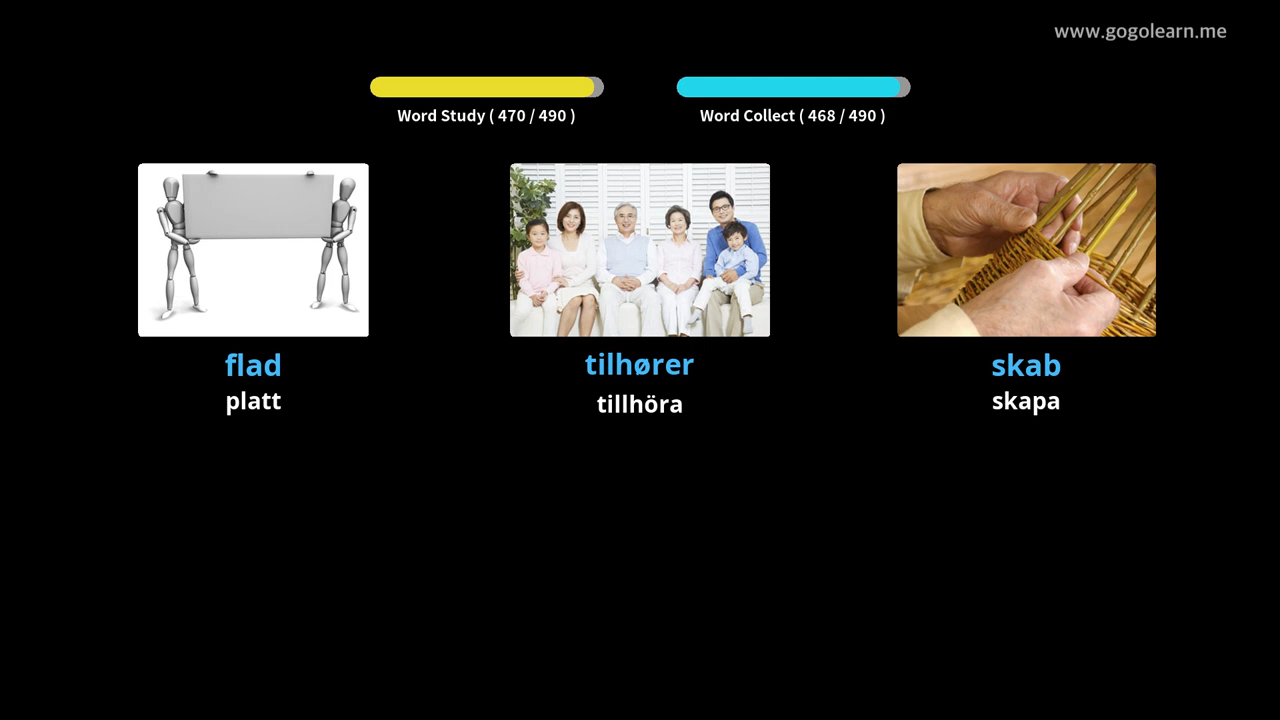 www.gogolearn.me
Word Study ( 470 / 490 )
Word Collect ( 468 / 490 )
flad
platt
tilhører
tillhöra
skab
skapa